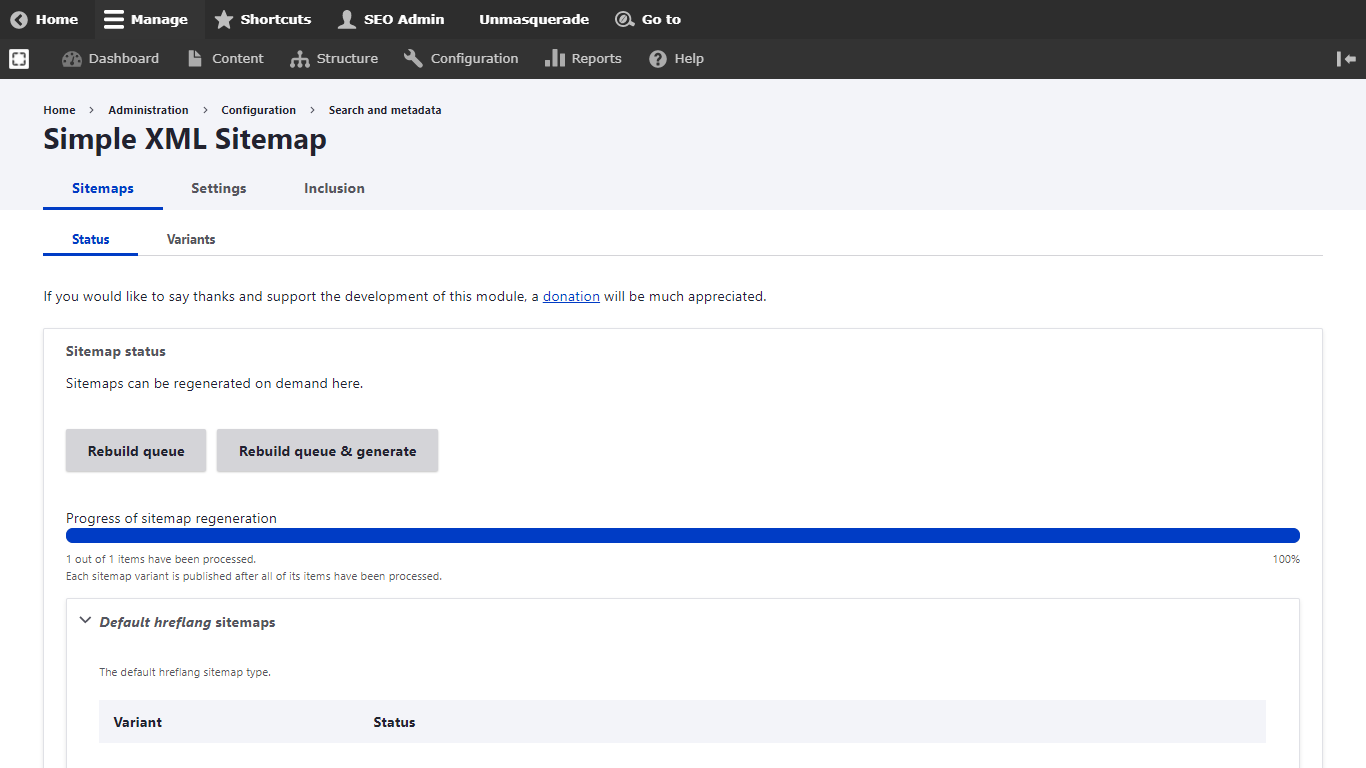 Home Manage Shortcuts SEO Admin Unmasquerade Go to
Dashboard Content Structure Configuration Reports Help
Home Administration Configuration Search and metadata
Simple XML Sitemap
Sitemaps Settings Inclusion
Status Variants
If you would like to say thanks and support the development of this module, a donation will be much appreciated.
Sitemap status
Sitemaps can be regenerated on demand here.
Rebuild queue Rebuild queue & generate
Progress of sitemap regeneration
1 out of 1 items have been processed. 100%
Each sitemap variant is published after all of its items have been processed.
Default hreflang sitemaps
The default hreflang sitemap type.
Variant Status